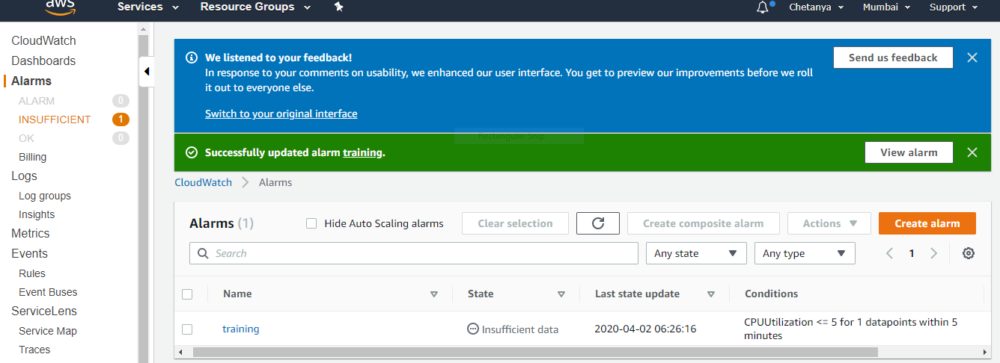 aws
Services
Resource Groups
Chetanya
Mumbai
Support
CloudWatch
Dashboards
Alarms
ALARM 0
INSUFFICIENT 1
OK 0
Billing
Logs
Log groups
Insights
Metrics
Events
Rules
Event Buses
ServiceLens
Service Map
Traces
We listened to your feedback!
In response to your comments on usability, we enhanced our user interface. You get to preview our improvements before we roll
it out to everyone else.
Switch to your original interface
Send us feedback
Rectangular Snip
Successfully updated alarm training.
View alarm
CloudWatch Alarms
Alarms (1)
Hide Auto Scaling alarms
Clear selection
Create composite alarm
Actions
Create alarm
Search
Any state
Any type
1
Name State Last state update Conditions
training Insufficient data 2020-04-02 06:26:16 CPUUtilization <= 5 for 1 datapoints within 5
minutes